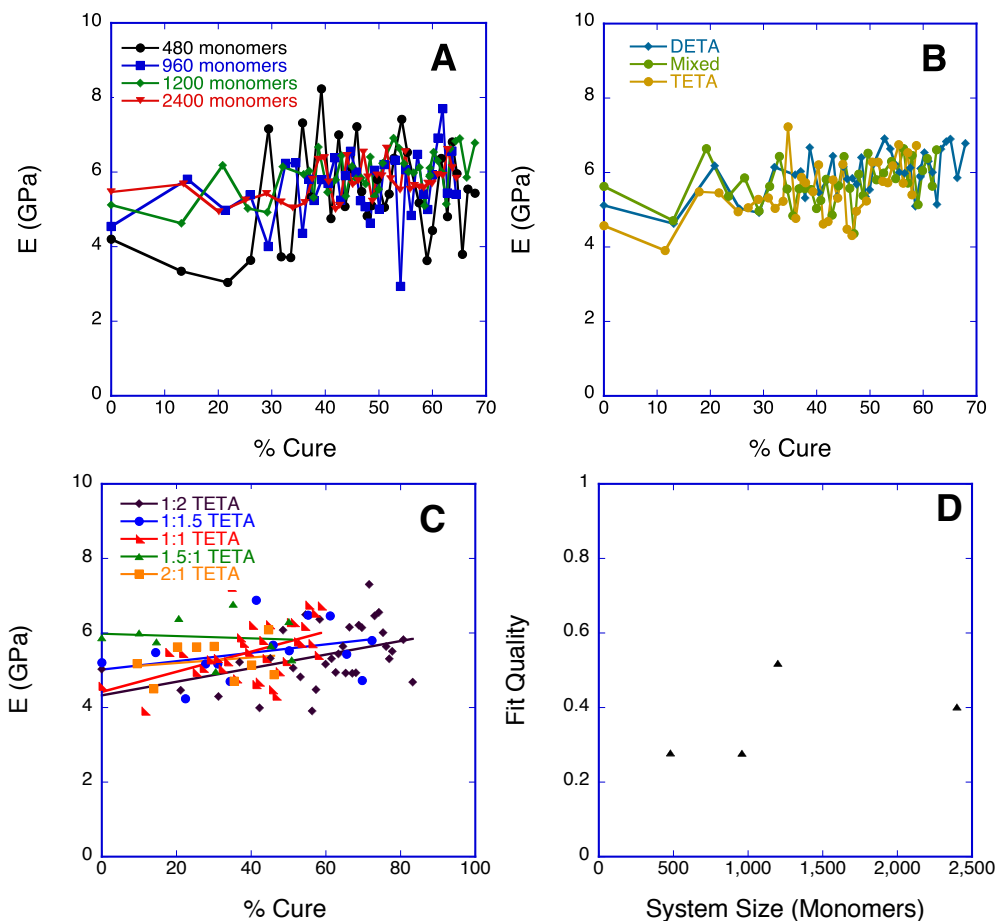 A
480 monomers
960 monomers
1200 monomers
2400 monomers
10
8
6
4
2
0
E (GPa)
0 10 20 30 40 50 60 70
% Cure
B
DETA
Mixed
TETA
10
8
6
4
2
0
E (GPa)
0 10 20 30 40 50 60 70
% Cure
C
1:2 TETA
1:1.5 TETA
1:1 TETA
1.5:1 TETA
2:1 TETA
10
8
6
4
2
0
E (GPa)
0 20 40 60 80 100
% Cure
D
1
0.8
0.6
0.4
0.2
0
Fit Quality
0 500 1,000 1,500 2,000 2,500
System Size (Monomers)